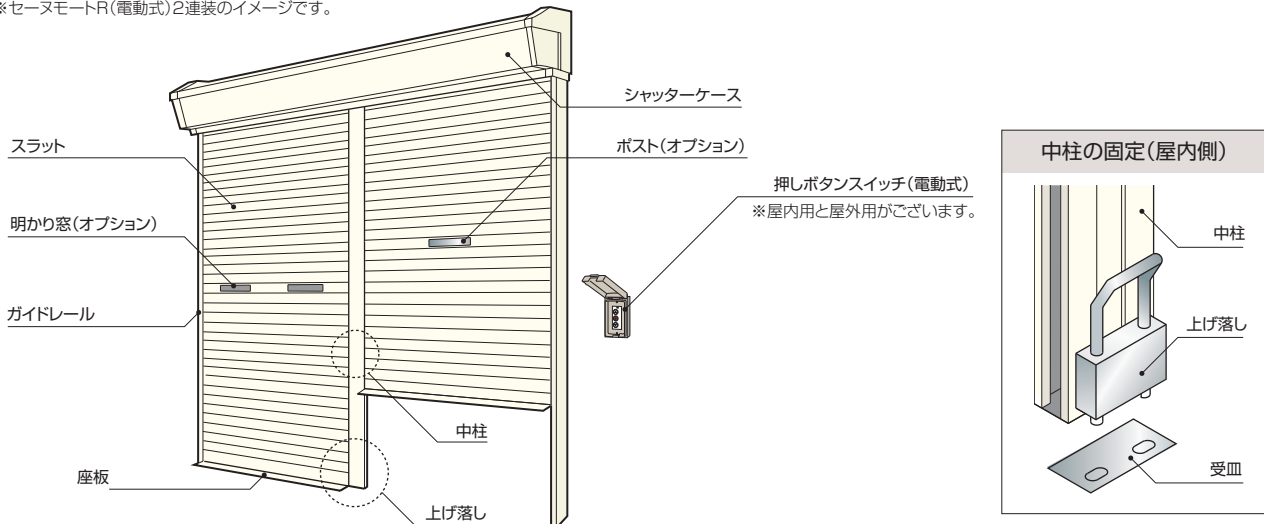 ※セーヌモートR(電動式)2連装のイメージです。
シャッターケース
スラット
ポスト(オプション)
押しボタンスイッチ(電動式)
※屋内用と屋外用がございます。
明かり窓(オプション)
ガイドレール
中柱
座板
上げ落し
中柱の固定(屋内側)
中柱
上げ落し
受皿